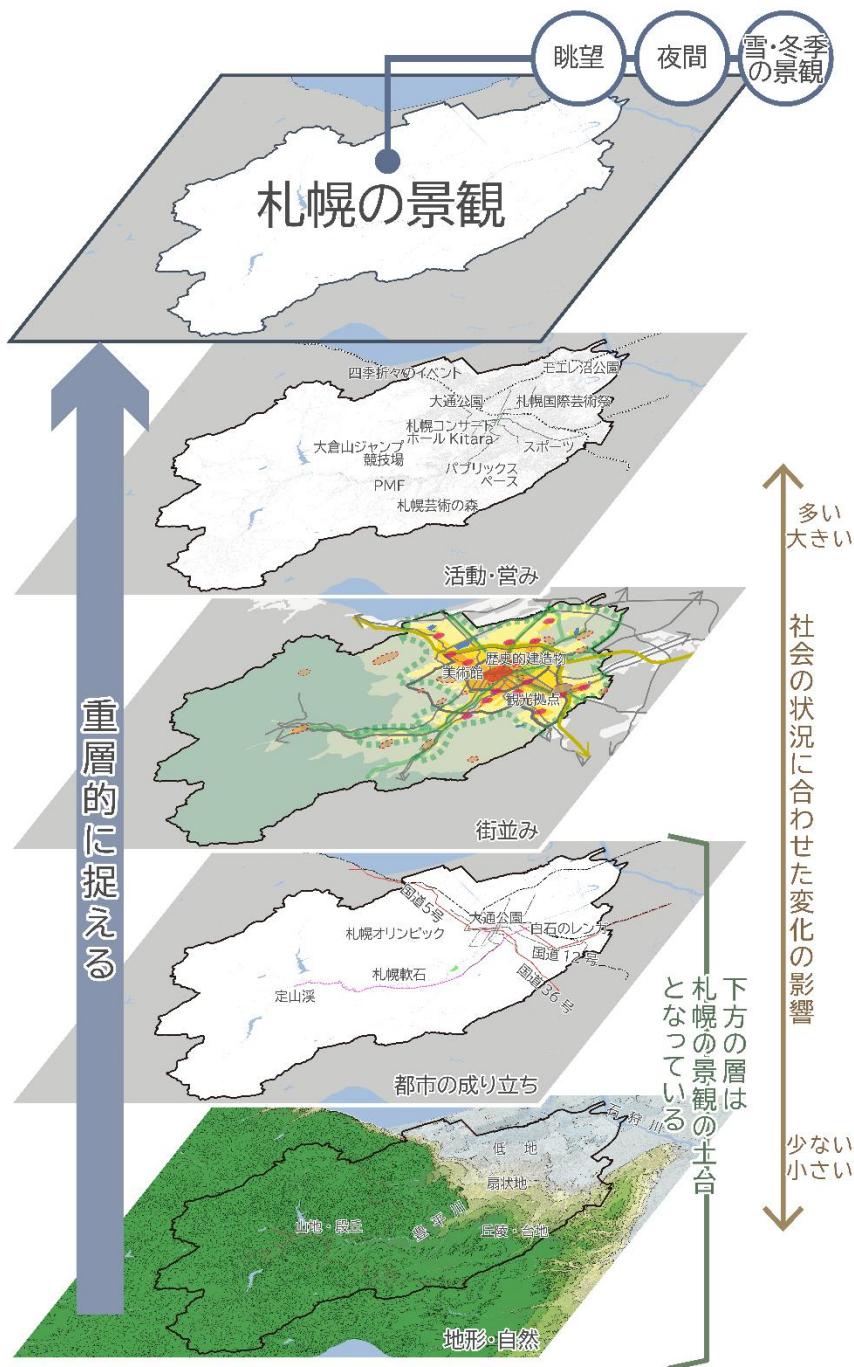 眺望
夜間
雪・冬季
の景観
札幌の景観
四季折々のイベント
モエレ沼公園
大通公園
札幌国際芸術祭
札幌コンサート
ホール Kitara
大倉山ジャンプ
競技場
スポーツ
パブリックス
ペース
PMF
札幌芸術の森
活動・営み
歴史的建造物
美術館
観光拠点
街並み
国道5号
大通公園
札幌オリンピック
白石のレンガ
国道12号
札幌軟石
定山渓
国道36号
都市の成り立ち
石狩川
低地
扇状地
豊平川
山地・段丘
丘陵・台地
地形・自然
重層的に捉える
多い
大きい
社会の状況に合わせた変化の影響
少ない
小さい
下方の層は
札幌の景観の土台
となっている